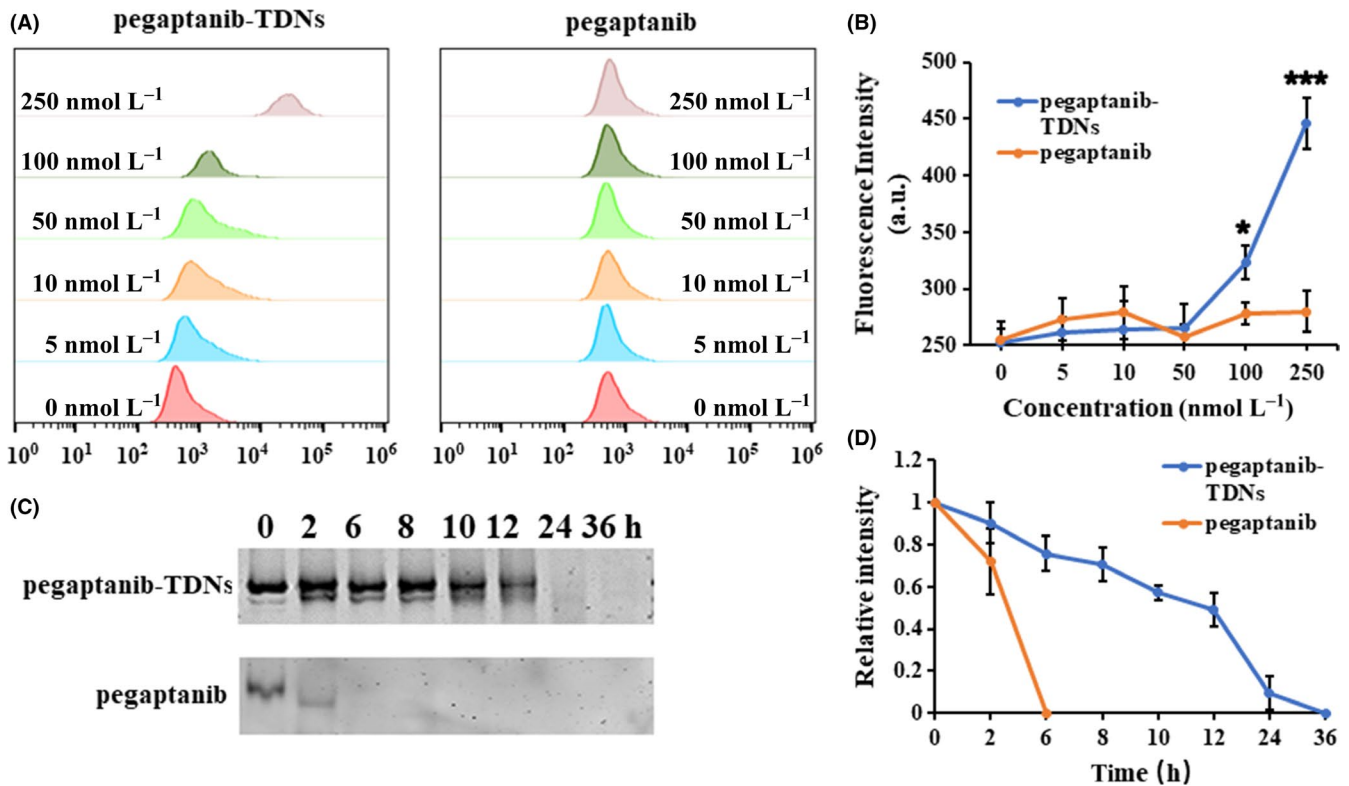 (A)
pegaptanib-TDNs
250 nmol L⁻¹
100 nmol L⁻¹
50 nmol L⁻¹
10 nmol L⁻¹
5 nmol L⁻¹
0 nmol L⁻¹
10⁰ 10¹ 10² 10³ 10⁴ 10⁵ 10⁶
pegaptanib
250 nmol L⁻¹
100 nmol L⁻¹
50 nmol L⁻¹
10 nmol L⁻¹
5 nmol L⁻¹
0 nmol L⁻¹
10⁰ 10¹ 10² 10³ 10⁴ 10⁵ 10⁶
(B)
Fluorescence Intensity
(a.u.)
500
450
400
350
300
250
pegaptanib-
TDNs
pegaptanib
*
***
0 5 10 50 100 250
Concentration (nmol L⁻¹)
(C)
0 2 6 8 10 12 24 36 h
pegaptanib-TDNs
pegaptanib
(D)
Relative intensity
1.2
1
0.8
0.6
0.4
0.2
0
pegaptanib-
TDNs
pegaptanib
0 2 6 8 10 12 24 36
Time (h)